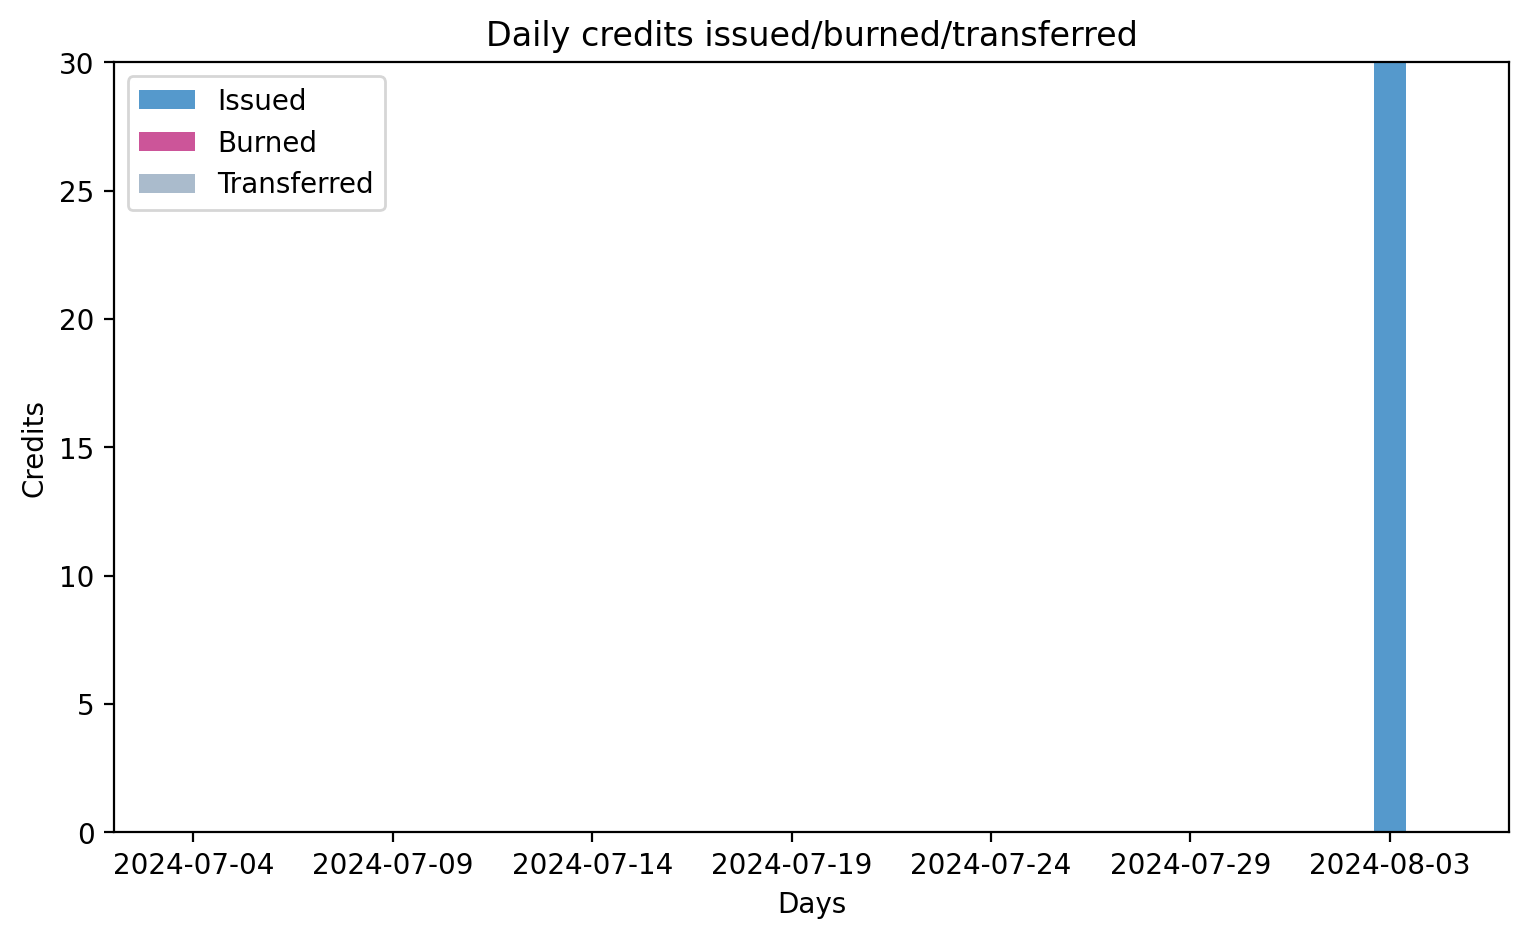 Daily credits issued/burned/transferred
30
25
20
15
10
5
0
Credits
Issued
Burned
Transferred
2024-07-04 2024-07-09 2024-07-14 2024-07-19 2024-07-24 2024-07-29 2024-08-03
Days